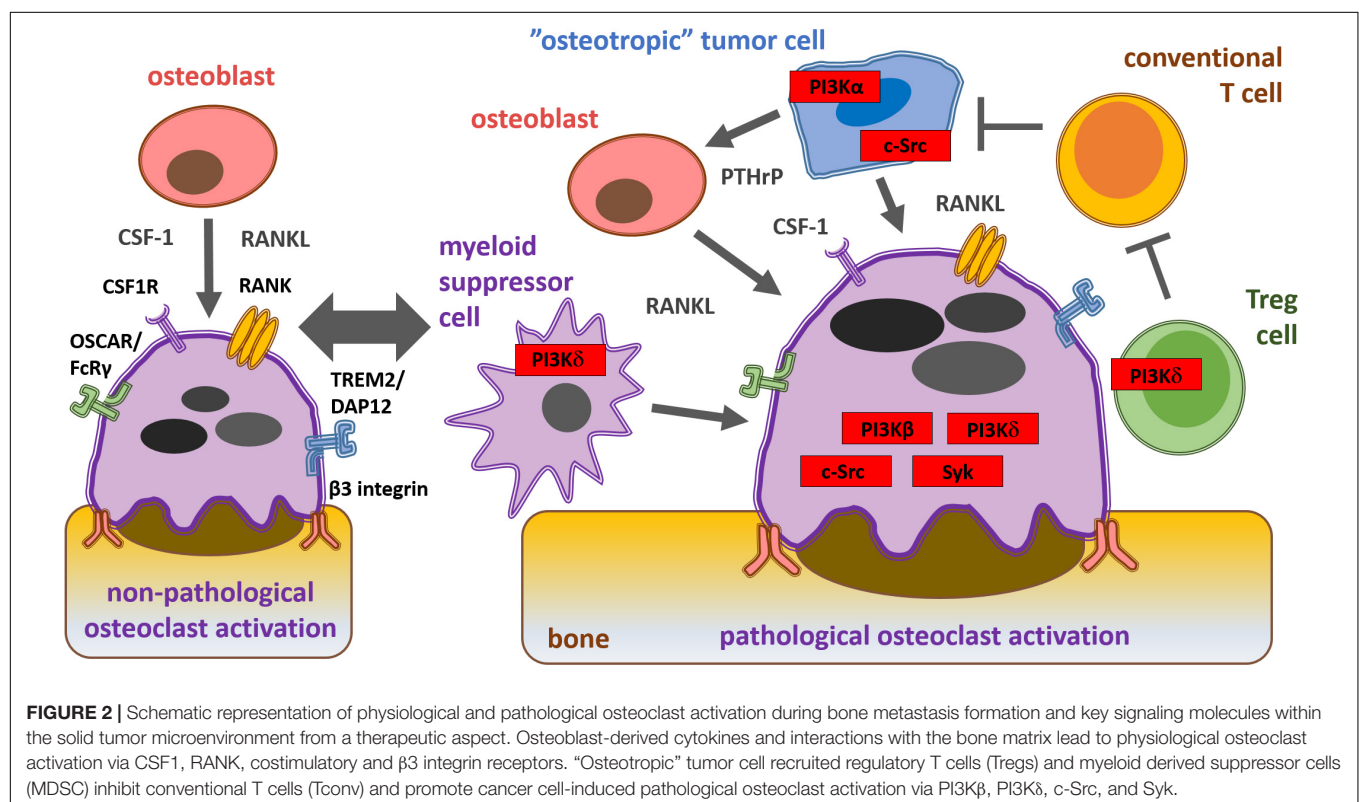 "osteotropic" tumor cell
osteoblast
conventional
T cell
PI3Kα
c-Src
osteoblast
PTHrP
CSF-1
RANKL
CSF-1
RANKL
myeloid
suppressor
cell
CSF1R
RANK
RANKL
Treg
cell
OSCAR/
FcRγ
TREM2/
DAP12
PI3Kδ
PI3Kδ
PI3Kβ
PI3Kδ
c-Src
Syk
β3 integrin
non-pathological
osteoclast activation
bone
pathological osteoclast activation
FIGURE 2 | Schematic representation of physiological and pathological osteoclast activation during bone metastasis formation and key signaling molecules within
the solid tumor microenvironment from a therapeutic aspect. Osteoblast-derived cytokines and interactions with the bone matrix lead to physiological osteoclast
activation via CSF1, RANK, costimulatory and β3 integrin receptors. "Osteotropic" tumor cell recruited regulatory T cells (Tregs) and myeloid derived suppressor cells
(MDSC) inhibit conventional T cells (Tconv) and promote cancer cell-induced pathological osteoclast activation via PI3Kβ, PI3Kδ, c-Src, and Syk.